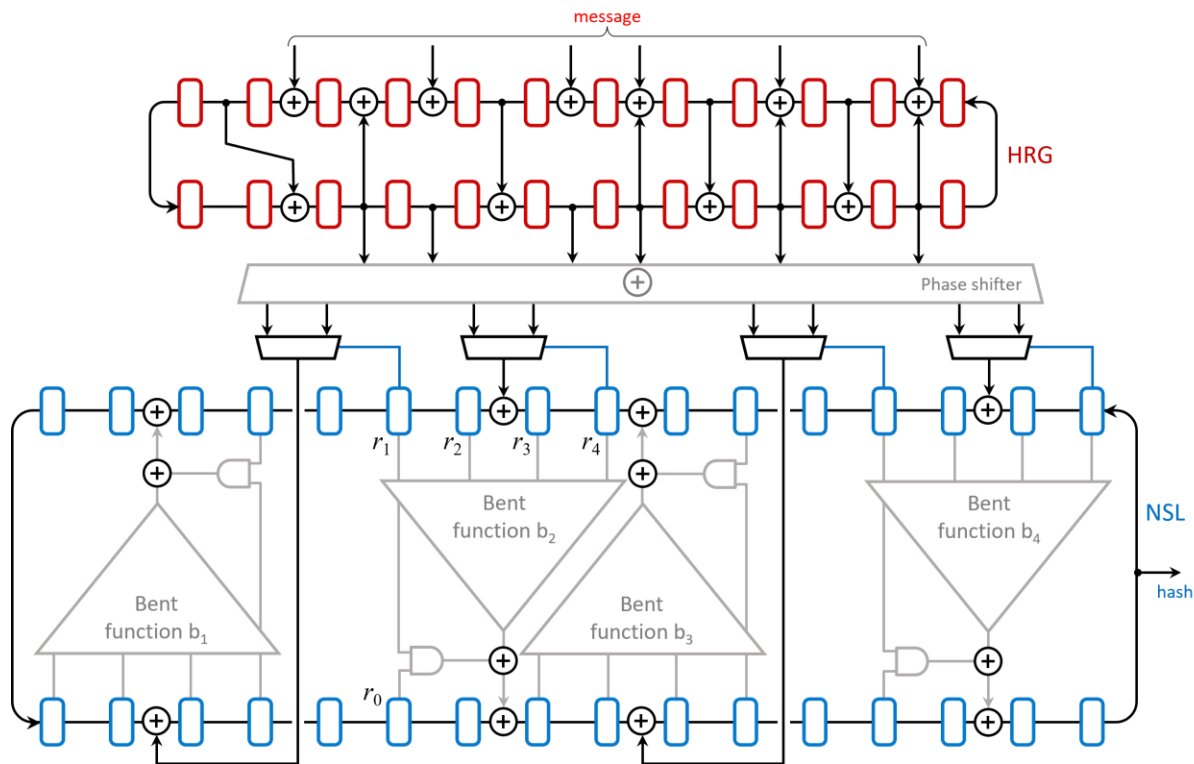 message
HRG
Phase shifter
r1 r2 r3 r4
Bent
function b2
Bent
function b4
NSL
Bent
function b1
Bent
function b3
hash
r0